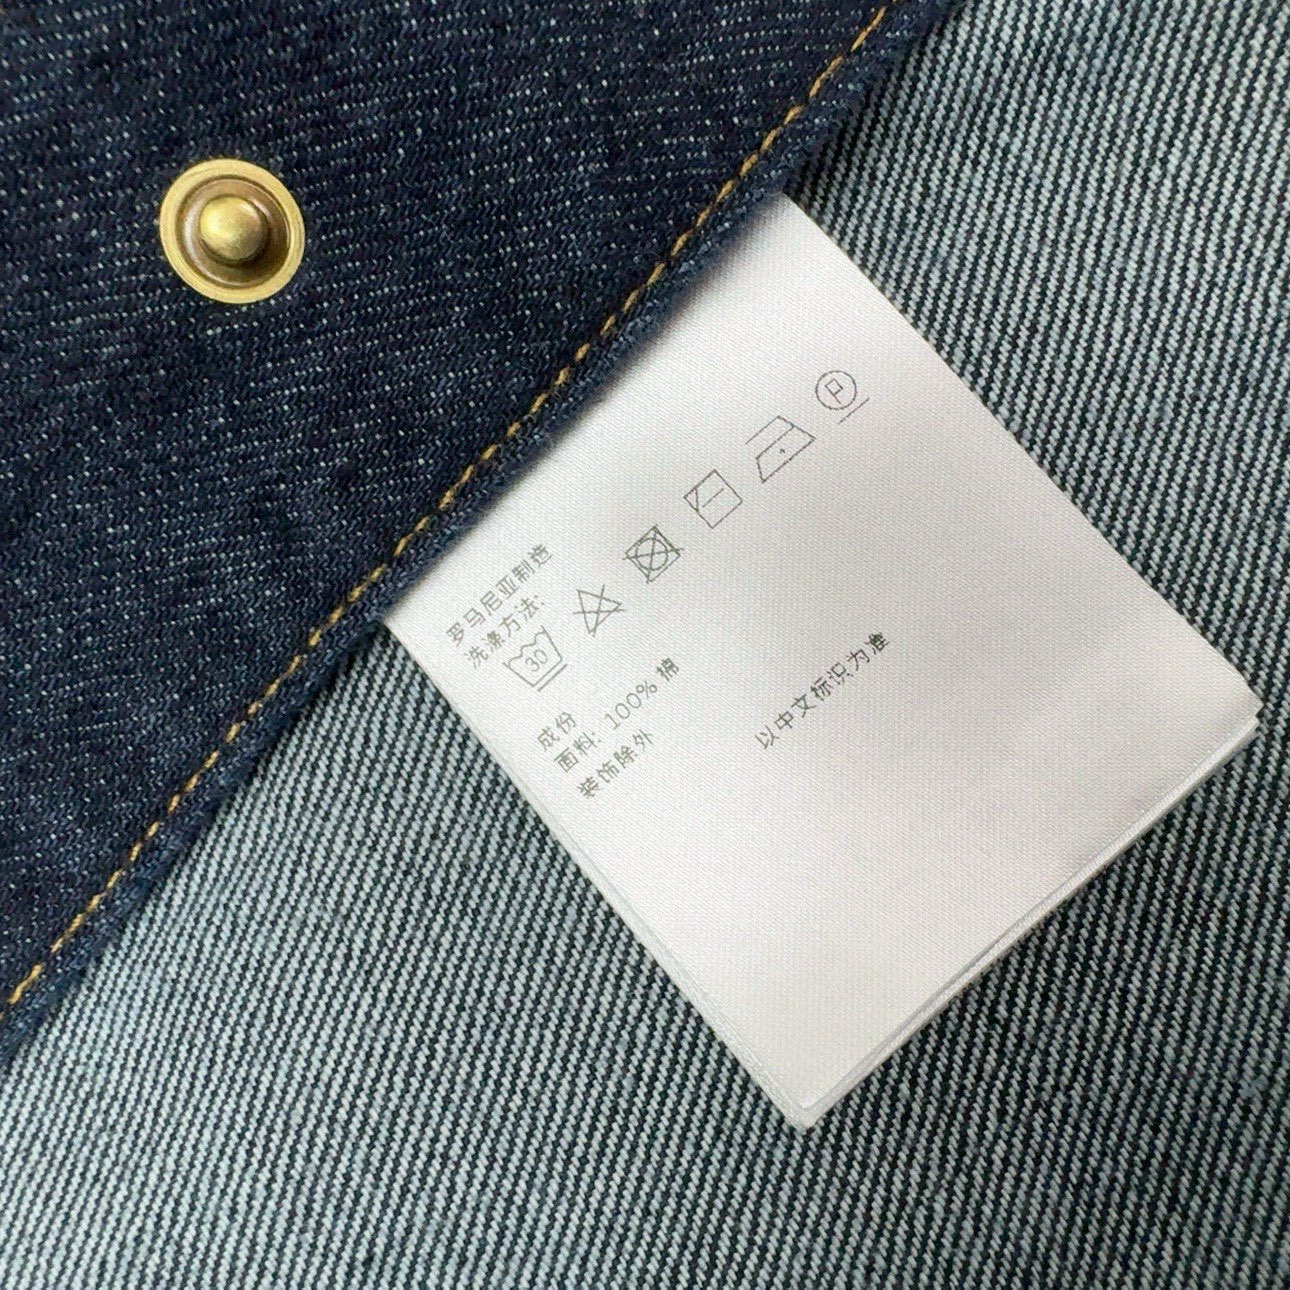 罗马尼亚制造
洗涤方法:
30
P
成份
面料: 100% 棉
装饰除外
以中文标识为准